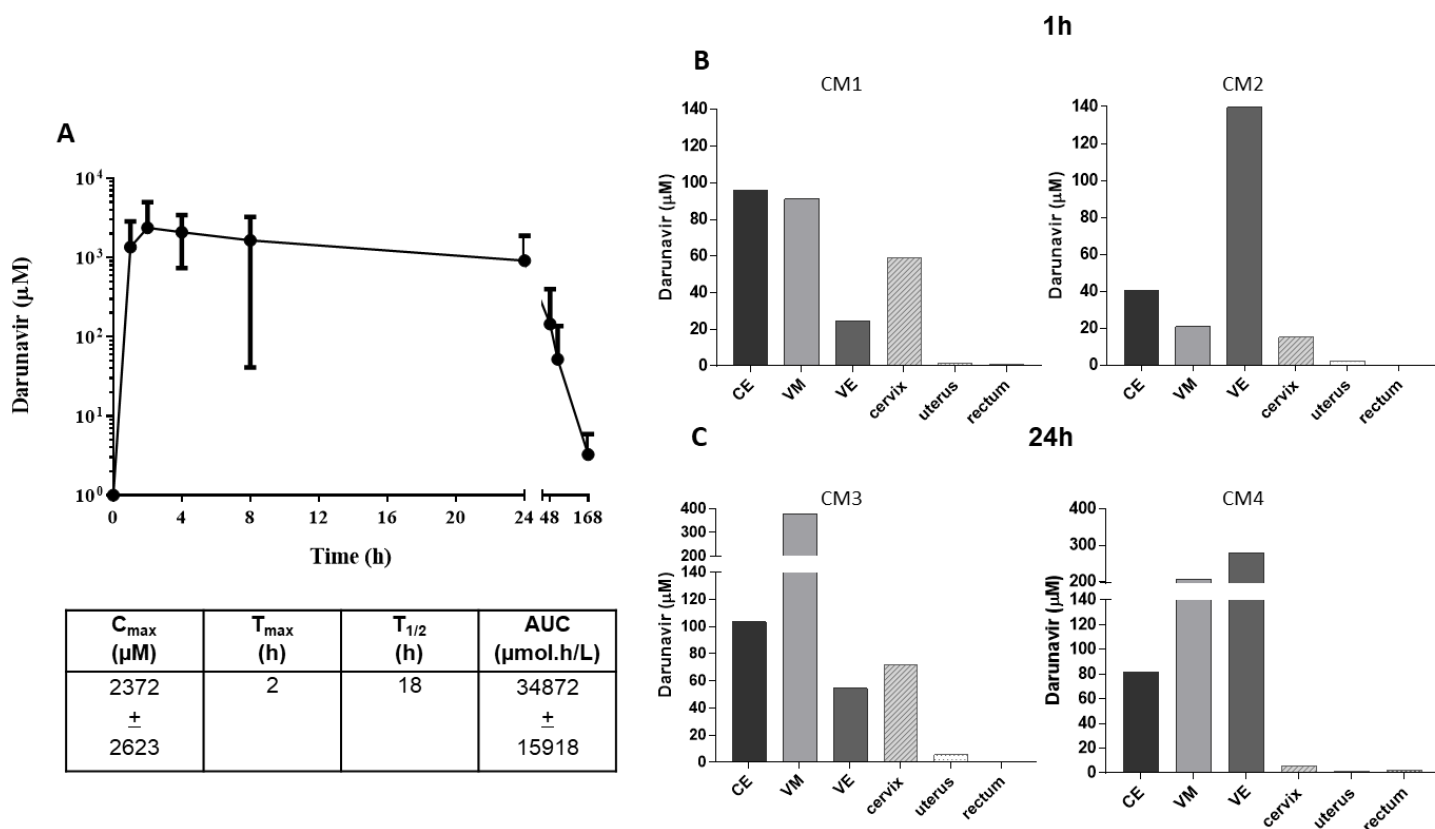 A
Darunavir (µM)
10⁴
10³
10²
10¹
10⁰
0 4 8 12 16 20 24 48 168
Time (h)
Cmax (µM) Tmax (h) T1/2 (h) AUC (µmol.h/L)
2372 2 18 34872
± ±
2623 15918
1h
B
CM1
Darunavir (µM)
140
120
100
80
60
40
20
0
CE VM VE cervix uterus rectum
CM2
Darunavir (µM)
140
120
100
80
60
40
20
0
CE VM VE cervix uterus rectum
C
24h
CM3
Darunavir (µM)
400
300
200
140
120
100
80
60
40
20
0
CE VM VE cervix uterus rectum
CM4
Darunavir (µM)
400
300
200
140
120
100
80
60
40
20
0
CE VM VE cervix uterus rectum